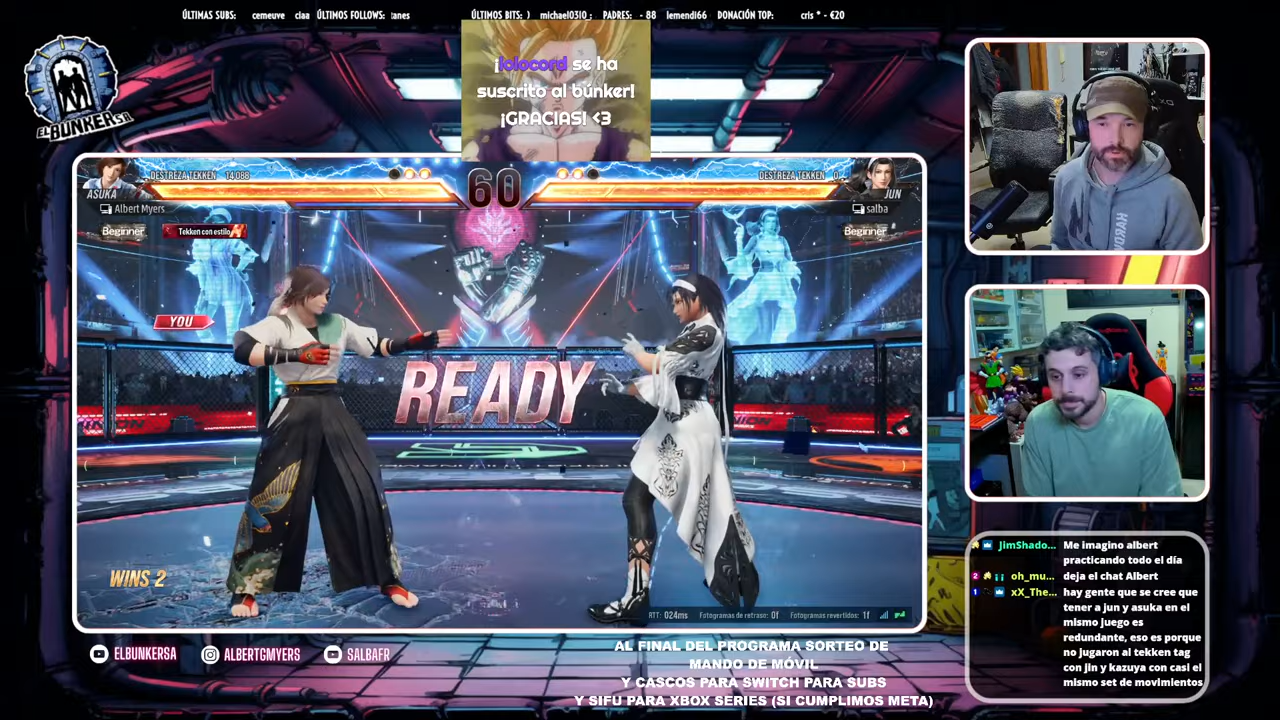 ÚLTIMAS SUBS: cemeuve ciaa ÚLTIMOS FOLLOWS: tanes ÚLTIMOS BITS: ) michael0310 : PADRES: - 88 lemendi66 DONACIÓN TOP: cris * - €20
¡lolocord se ha
suscrito al búnker!
¡GRACIAS! <3
EL BUNKER S.A
DESTREZA TEKKEN 14,088
60
DESTREZA TEKKEN 0
ASUKA
JUN
Albert Myers
salba
Beginner
Tekken con estilo
Beginner
YOU
READY
WINS 2
RTT: 024ms Fotogramas de retraso: 0f Fotogramas revertidos: 1f
ELBUNKERSA
ALBERTGMYERS
SALBAFR
AL FINAL DEL PROGRAMA SORTEO DE
MANDO DE MÓVIL
Y CASCOS PARA SWITCH PARA SUBS
Y SIFU PARA XBOX SERIES (SI CUMPLIMOS META)
JimShado... Me imagino albert
practicando todo el día
2 oh_mu... deja el chat Albert
1 xX_The... hay gente que se cree que
tener a jun y asuka en el
mismo juego es
redundante, eso es porque
no jugaron al tekken tag
con jin y kazuya con casi el
mismo set de movimientos